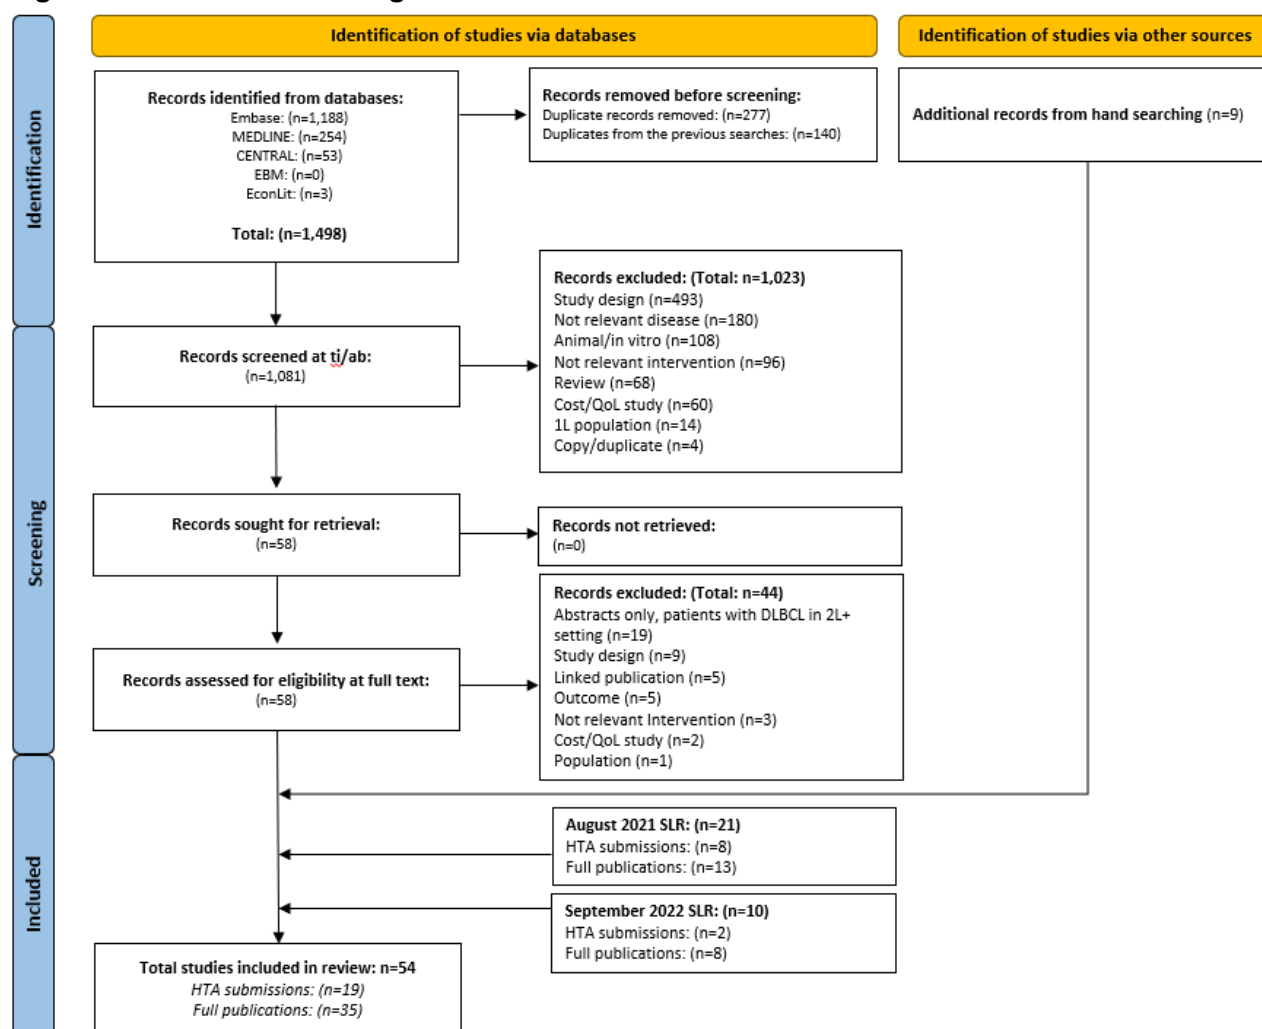 Identification of studies via databases
Identification of studies via other sources
Identification
Records identified from databases:
Embase: (n=1,188)
MEDLINE: (n=254)
CENTRAL: (n=53)
EBM: (n=0)
EconLit: (n=3)
Total: (n=1,498)
Records removed before screening:
Duplicate records removed: (n=277)
Duplicates from the previous searches: (n=140)
Additional records from hand searching (n=9)
Screening
Records screened at ti/ab:
(n=1,081)
Records excluded: (Total: n=1,023)
Study design (n=493)
Not relevant disease (n=180)
Animal/in vitro (n=108)
Not relevant intervention (n=96)
Review (n=68)
Cost/QoL study (n=60)
1L population (n=14)
Copy/duplicate (n=4)
Records sought for retrieval:
(n=58)
Records not retrieved:
(n=0)
Records assessed for eligibility at full text:
(n=58)
Records excluded: (Total: n=44)
Abstracts only, patients with DLBCL in 2L+
setting (n=19)
Study design (n=9)
Linked publication (n=5)
Outcome (n=5)
Not relevant Intervention (n=3)
Cost/QoL study (n=2)
Population (n=1)
Included
August 2021 SLR: (n=21)
HTA submissions: (n=8)
Full publications: (n=13)
September 2022 SLR: (n=10)
HTA submissions: (n=2)
Full publications: (n=8)
Total studies included in review: n=54
HTA submissions: (n=19)
Full publications: (n=35)